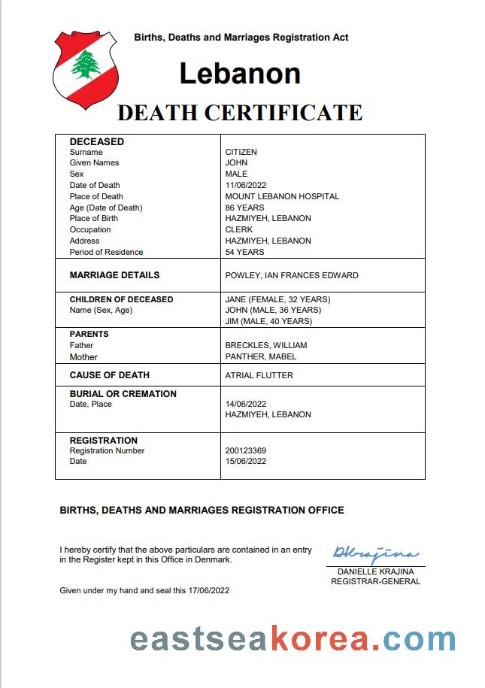 Births, Deaths and Marriages Registration Act
Lebanon
DEATH CERTIFICATE
DECEASED
Surname CITIZEN
Given Names JOHN
Sex MALE
Date of Death 11/06/2022
Place of Death MOUNT LEBANON HOSPITAL
Age (Date of Death) 86 YEARS
Place of Birth HAZMIYEH, LEBANON
Occupation CLERK
Address HAZMIYEH, LEBANON
Period of Residence 54 YEARS
MARRIAGE DETAILS POWLEY, IAN FRANCES EDWARD
CHILDREN OF DECEASED JANE (FEMALE, 32 YEARS)
Name (Sex, Age) JOHN (MALE, 36 YEARS)
JIM (MALE, 40 YEARS)
PARENTS
Father BRECKLES, WILLIAM
Mother PANTHER, MABEL
CAUSE OF DEATH ATRIAL FLUTTER
BURIAL OR CREMATION
Date, Place 14/06/2022
HAZMIYEH, LEBANON
REGISTRATION
Registration Number 200123369
Date 15/06/2022
BIRTHS, DEATHS AND MARRIAGES REGISTRATION OFFICE
I hereby certify that the above particulars are contained in an entry
in the Register kept in this Office in Denmark.
DKrajina
DANIELLE KRAJINA
REGISTRAR-GENERAL
Given under my hand and seal this 17/06/2022
eastseakorea.com